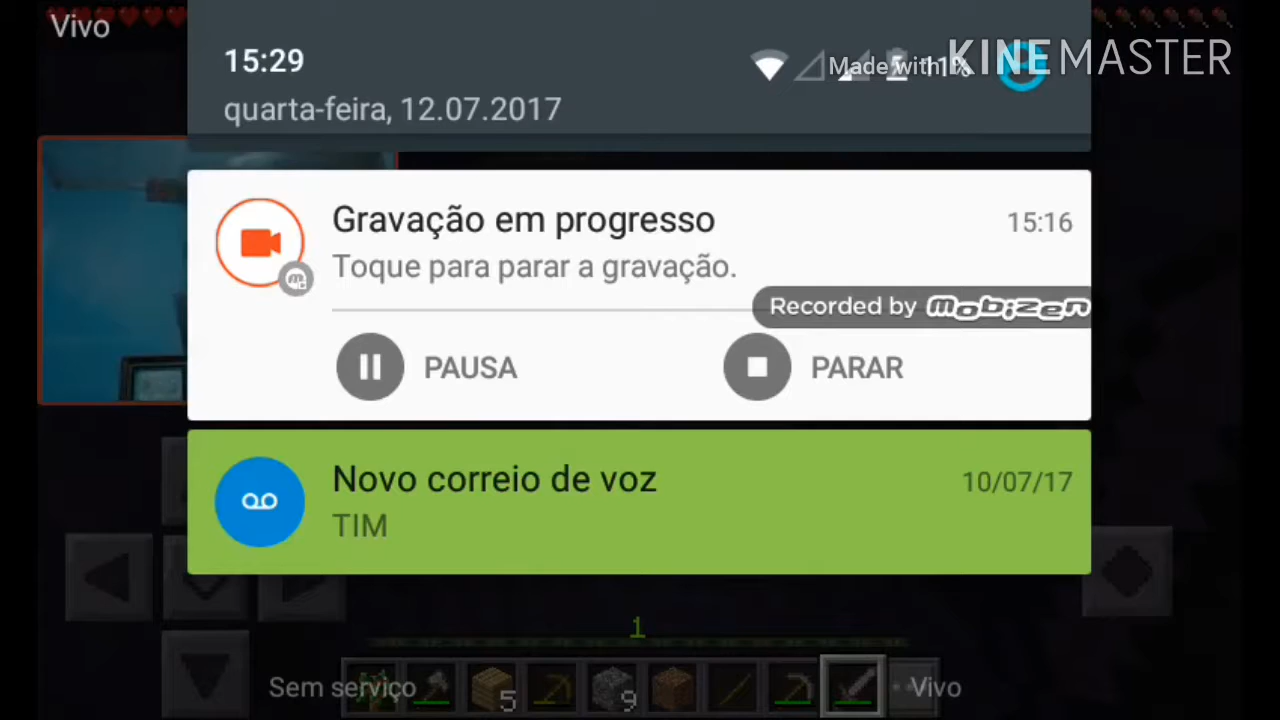 Vivo
15:29
Made with KINEMASTER
quarta-feira, 12.07.2017
Gravação em progresso
15:16
Toque para parar a gravação.
Recorded by mobizen
PAUSA
PARAR
Novo correio de voz
10/07/17
TIM
1
5
9
Sem serviço
Vivo